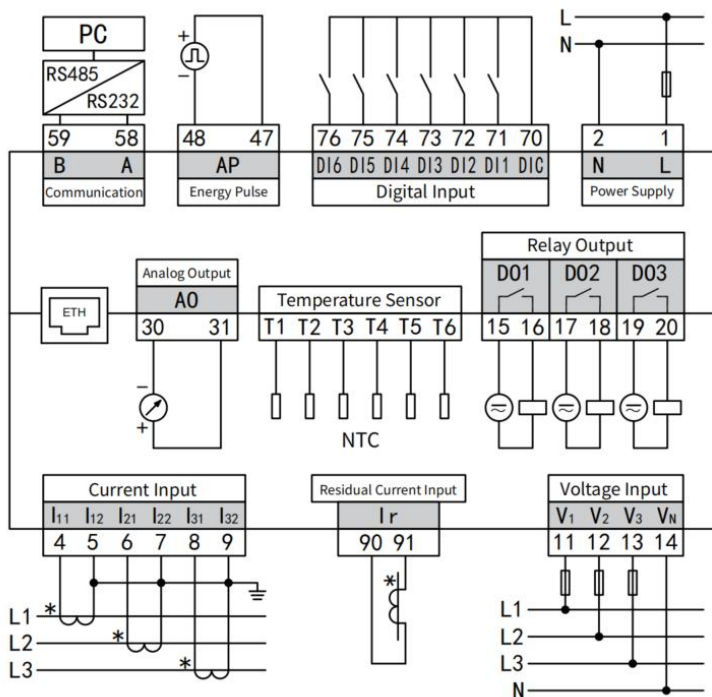 PC
RS485
RS232
59 58
B A
Communication
+
−
48 47
AP
Energy Pulse
76 75 74 73 72 71 70
DI6 DI5 DI4 DI3 DI2 DI1 DIC
Digital Input
L
N
2 1
N L
Power Supply
ETH
Analog Output
AO
30 31
−
+
Temperature Sensor
T1 T2 T3 T4 T5 T6
NTC
Relay Output
DO1 DO2 DO3
15 16 17 18 19 20
Current Input
I11 I12 I21 I22 I31 I32
4 5 6 7 8 9
L1 *
L2 *
L3 *
Residual Current Input
Ir
90 91
*
Voltage Input
V1 V2 V3 VN
11 12 13 14
L1
L2
L3
N